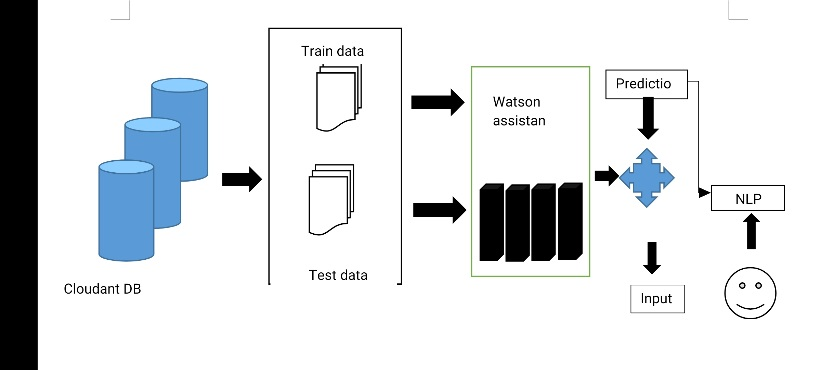 Train data
Watson
assistan
Predictio
NLP
Test data
Cloudant DB
Input